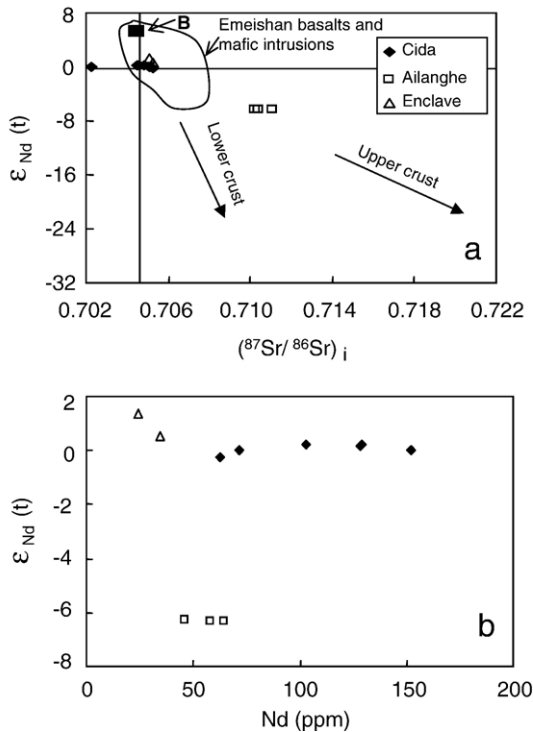 B
Emeishan basalts and
mafic intrusions
Cida
Ailanghe
Enclave
0
-8
-16
-24
-32
ε Nd (t)
Lower crust
Upper crust
a
0.702
0.706
0.710
0.714
0.718
0.722
(⁸⁷Sr/ ⁸⁶Sr) i
2
0
-2
-4
-6
-8
ε Nd (t)
b
0
50
100
150
200
Nd (ppm)
8